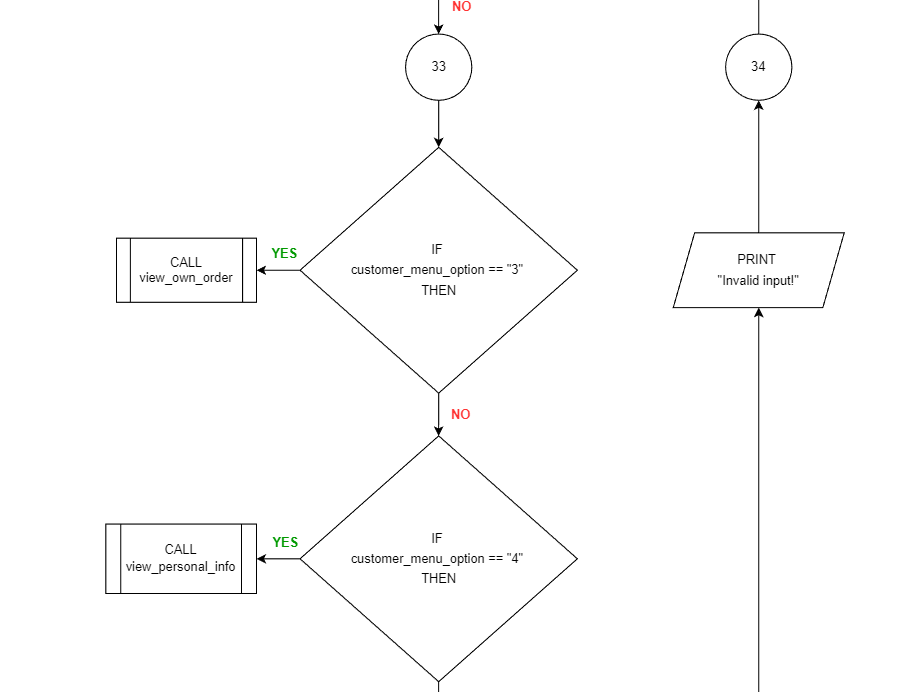 NO
33
34
IF
customer_menu_option == "3"
THEN
YES
CALL
view_own_order
PRINT
"Invalid input!"
NO
IF
customer_menu_option == "4"
THEN
YES
CALL
view_personal_info